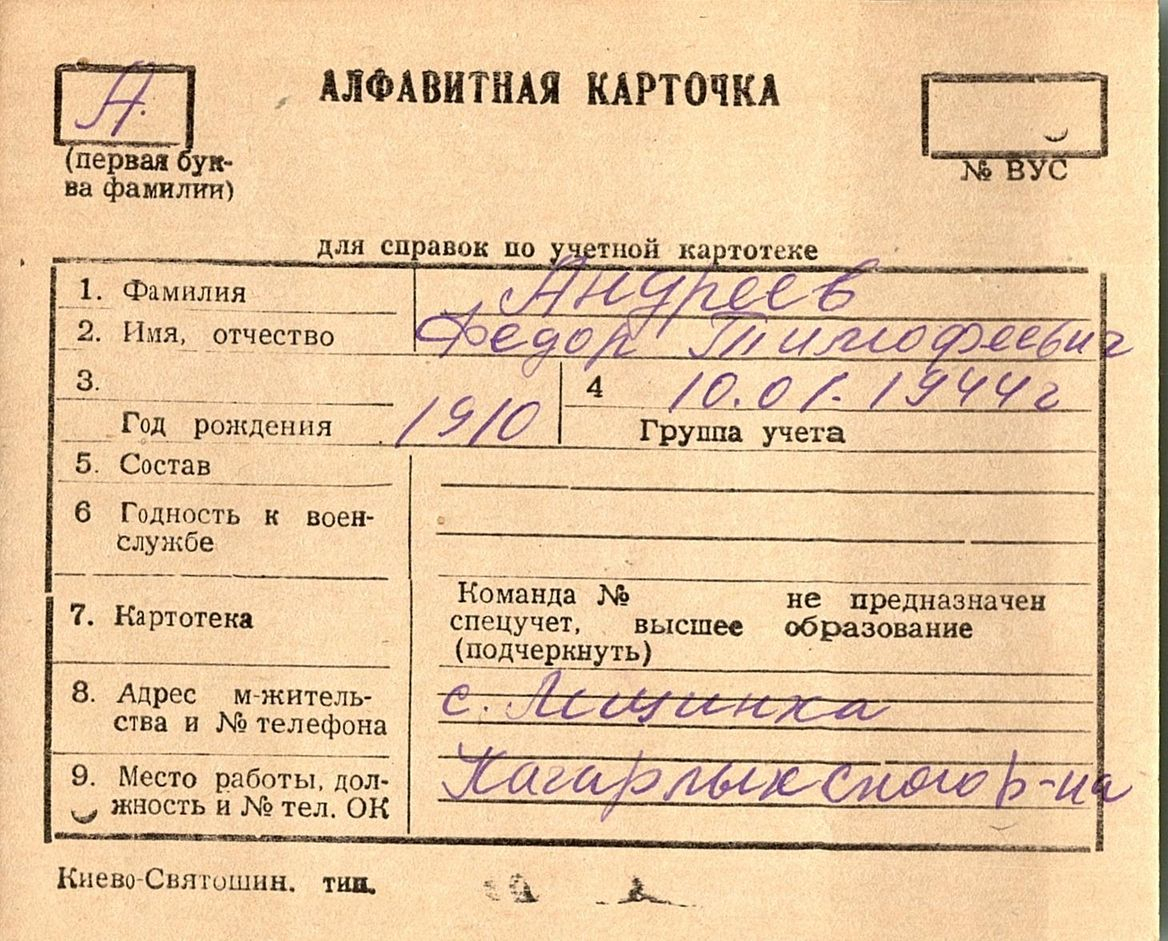 А.
АЛФАВИТНАЯ КАРТОЧКА
(первая бук-
ва фамилии)
№ ВУС
для справок по учетной картотеке
1. Фамилия Андреев
2. Имя, отчество Федор Тимофеевич
3.
Год рождения 1910
4 10.01.1944г
Группа учета
5. Состав
6 Годность к воен-
службе
7. Картотека
Команда № не предназначен
спецучет, высшее образование
(подчеркнуть)
8. Адрес м-житель-
ства и № телефона
с. Лещинка
9. Место работы, дол-
жность и № тел. ОК
Кагарлыкского р-на
Киево-Святошин. тип.